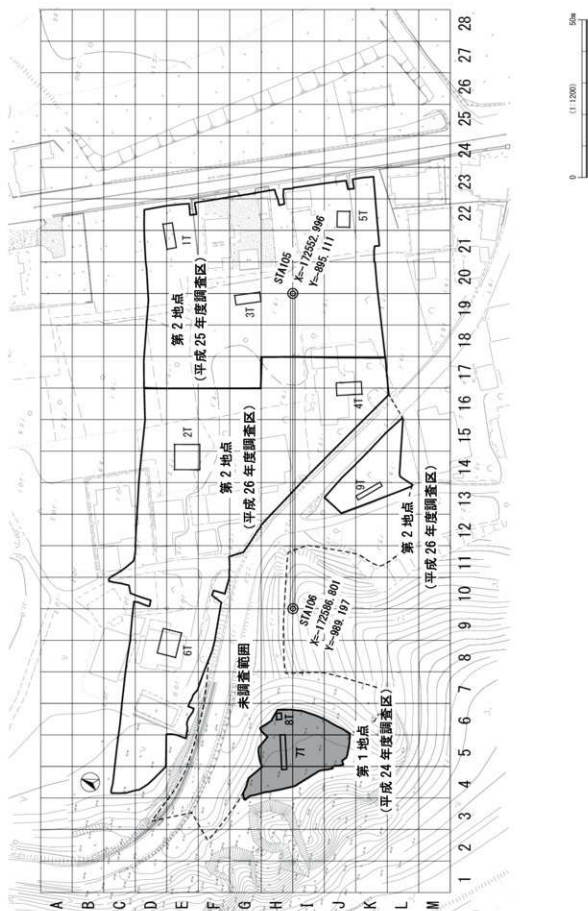 A
B
C
D
E
F
G
H
I
J
K
L
M
1
2
3
4
5
6
7
8
9
10
11
12
13
14
15
16
17
18
19
20
21
22
23
24
25
26
27
28
第2地点
(平成25年度調査区)
1T
3T
5T
STA105
X=-172552.996
Y=-895.111
第2地点
(平成26年度調査区)
2T
4T
6T
第2地点
(平成26年度調査区)
9T
STA106
X=-172586.801
Y=-989.197
未調査範囲
第1地点
(平成24年度調査区)
7T
8T
0
(1:1200)
50m